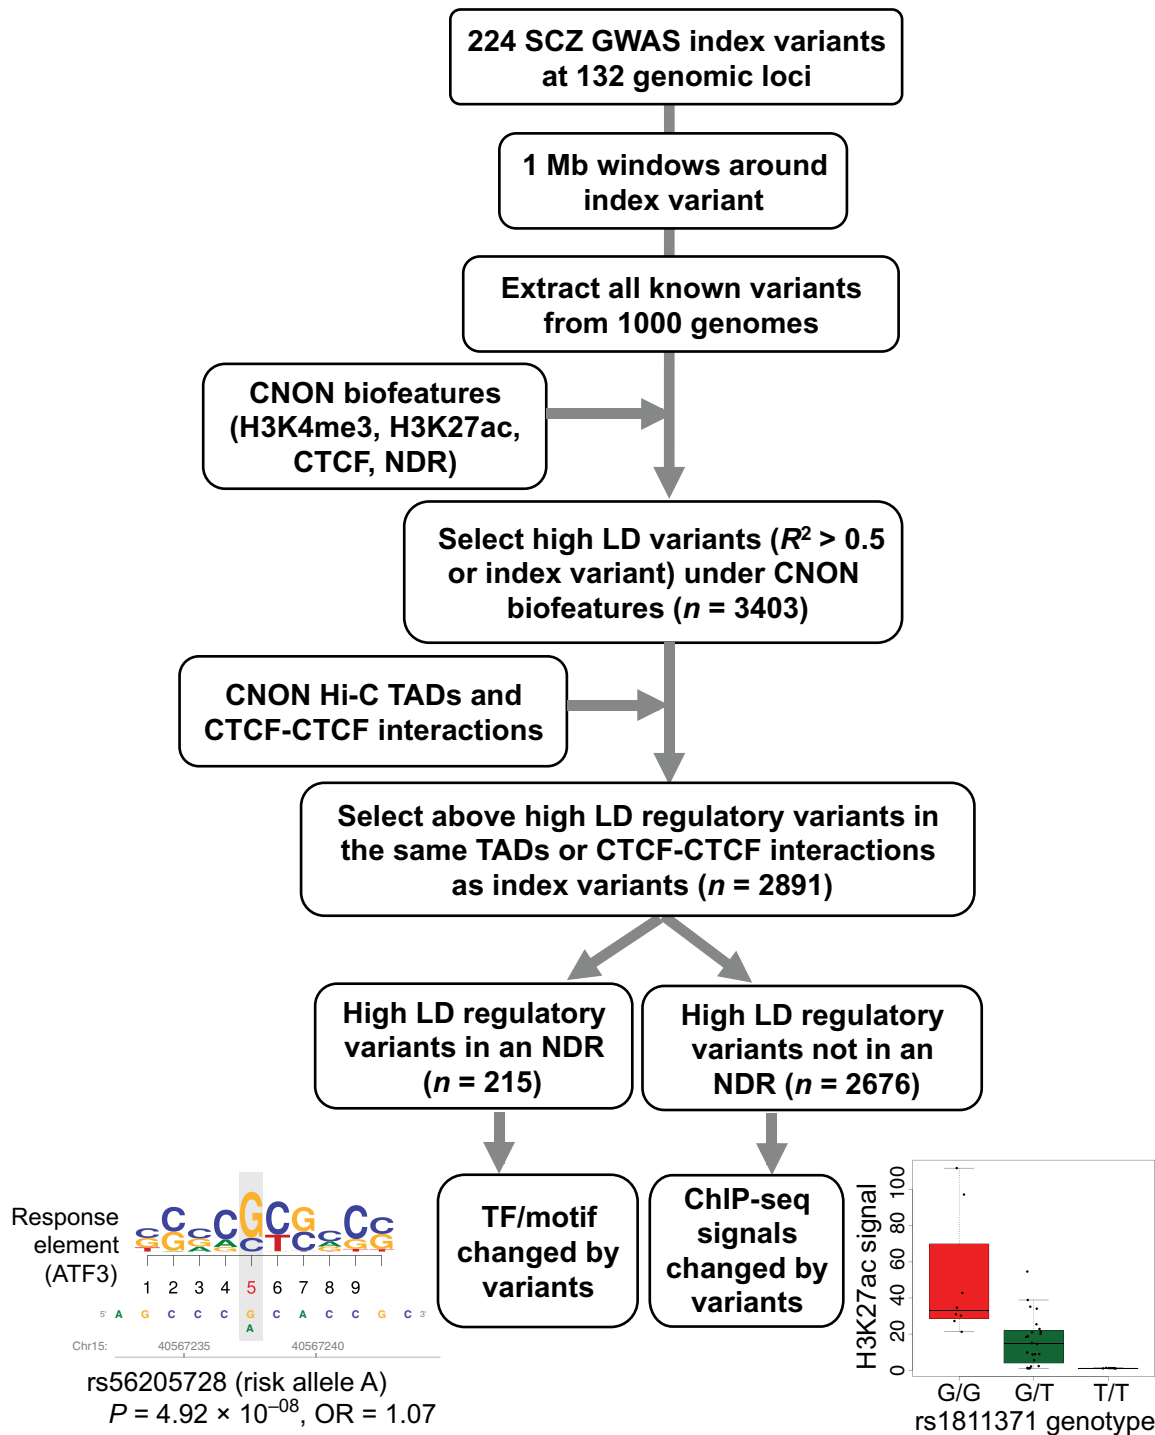 224 SCZ GWAS index variants
at 132 genomic loci
1 Mb windows around
index variant
Extract all known variants
from 1000 genomes
CNON biofeatures
(H3K4me3, H3K27ac,
CTCF, NDR)
Select high LD variants (R² > 0.5
or index variant) under CNON
biofeatures (n = 3403)
CNON Hi-C TADs and
CTCF-CTCF interactions
Select above high LD regulatory variants in
the same TADs or CTCF-CTCF interactions
as index variants (n = 2891)
High LD regulatory
variants in an NDR
(n = 215)
High LD regulatory
variants not in an
NDR (n = 2676)
TF/motif
changed by
variants
ChIP-seq
signals
changed by
variants
Response
element
(ATF3)
1 2 3 4 5 6 7 8 9
5' A G C C C G C A C C G C 3'
A
Chr15: 40567235 40567240
rs56205728 (risk allele A)
P = 4.92 × 10⁻⁰⁸, OR = 1.07
H3K27ac signal
100
80
60
40
20
0
G/G G/T T/T
rs1811371 genotype